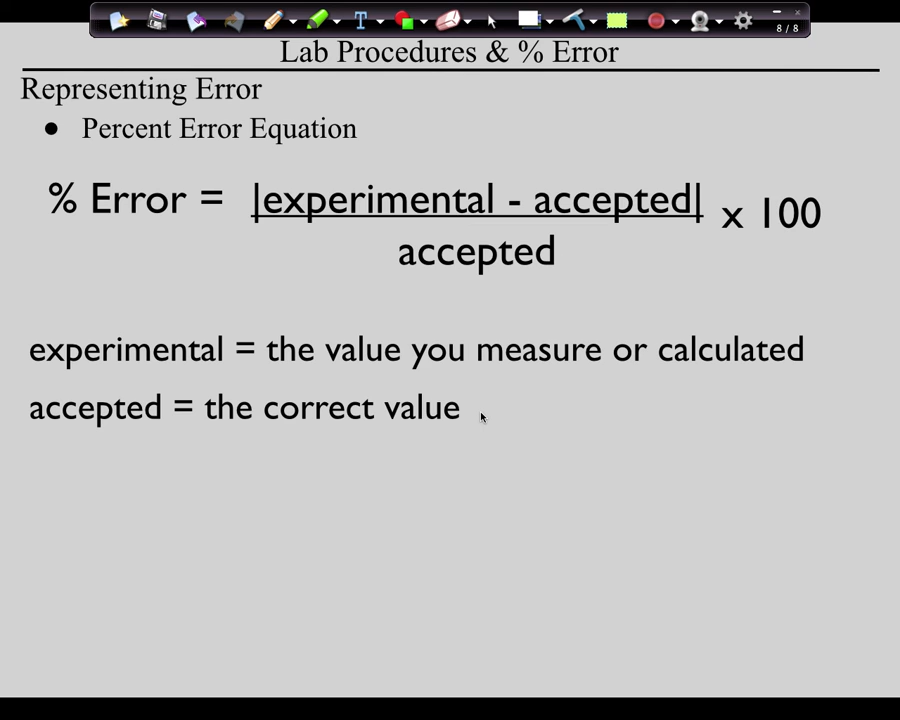 8 / 8
Lab Procedures & % Error
Representing Error
● Percent Error Equation
% Error = |experimental - accepted| x 100
accepted
experimental = the value you measure or calculated
accepted = the correct value